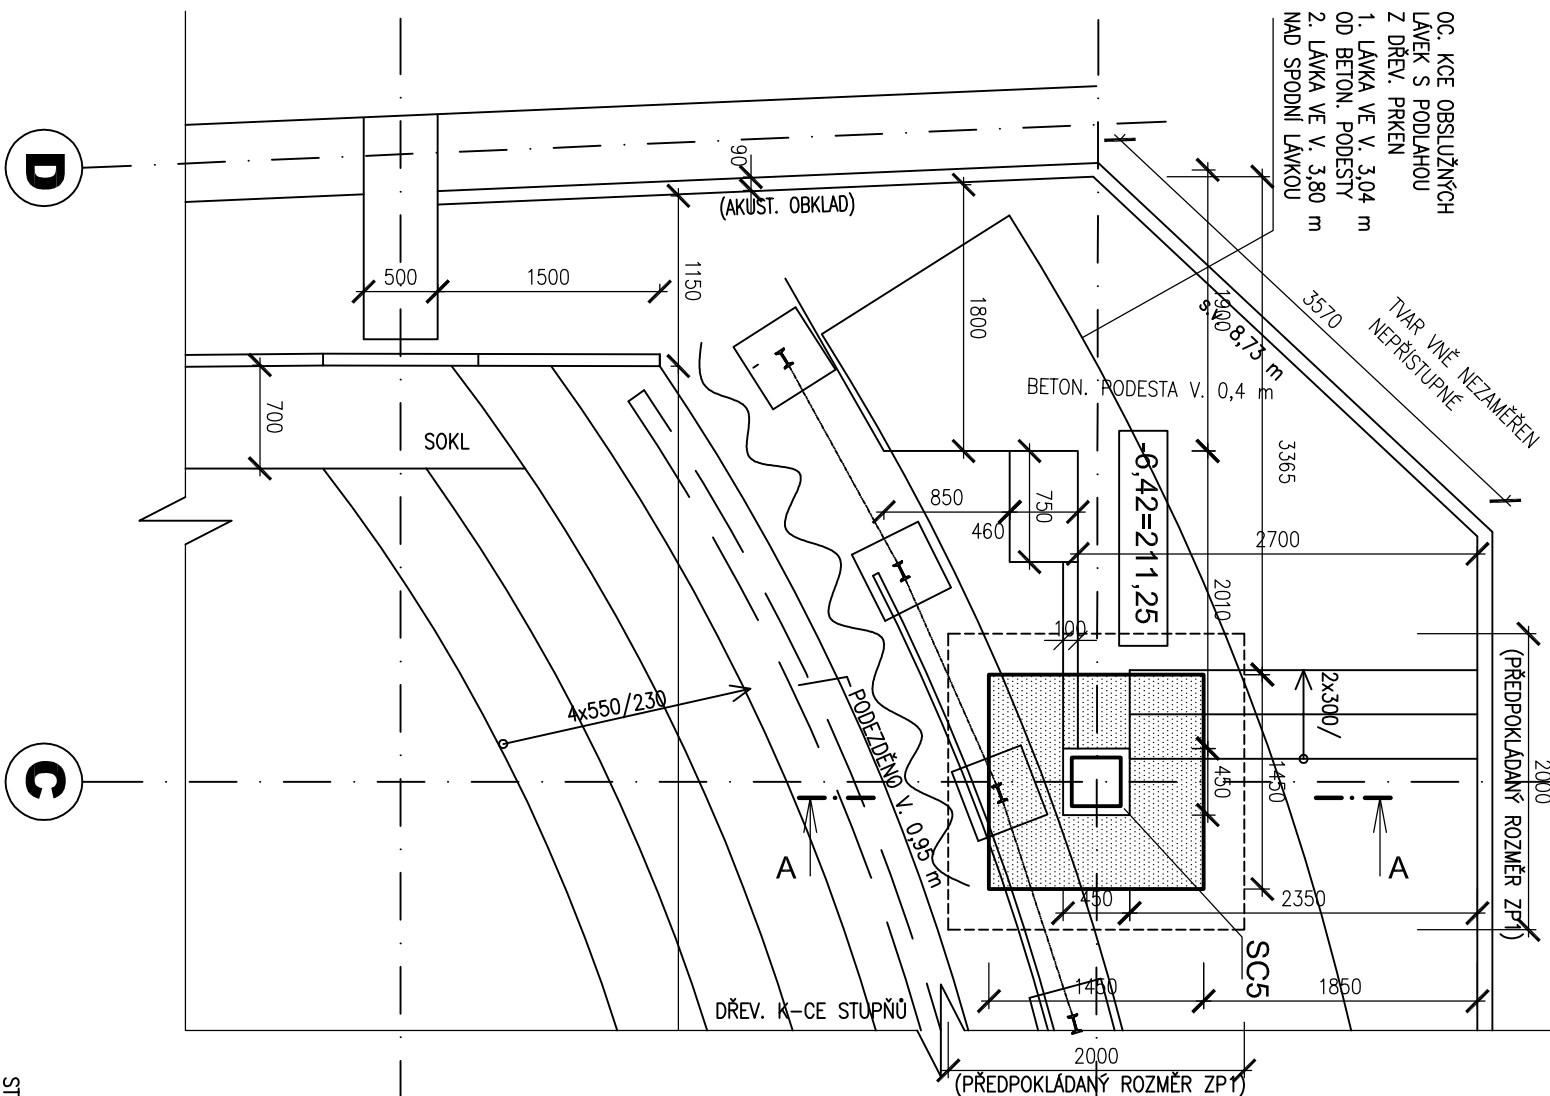 OC. KCE OBSLUŽNÝCH
LÁVEK S PODLAHOU
Z DŘEV. PRKEN
1. LÁVKA VE V. 3,04 m
OD BETON. PODESTY
2. LÁVKA VE V. 3,80 m
NAD SPODNÍ LÁVKOU
D
90
(AKUST. OBKLAD)
500
1500
1150
1800
1900
s.v. 8,73 m
3570
TVAR VNĚ NEZAMĚŘEN
NEPŘÍSTUPNÉ
BETON. PODESTA V. 0,4 m
3365
700
SOKL
850
750
460
-6,42=211,25
2700
2010
100
(PŘEDPOKLÁDANÝ ROZMĚR ZP1)
2000
2x300/
4x550/230
PODEZDĚNO V. 0,95 m
C
450
1450
A
A
450
2350
SC5
1450
1850
DŘEV. K-CE STUPŇŮ
2000
(PŘEDPOKLÁDANÝ ROZMĚR ZP1)
ST